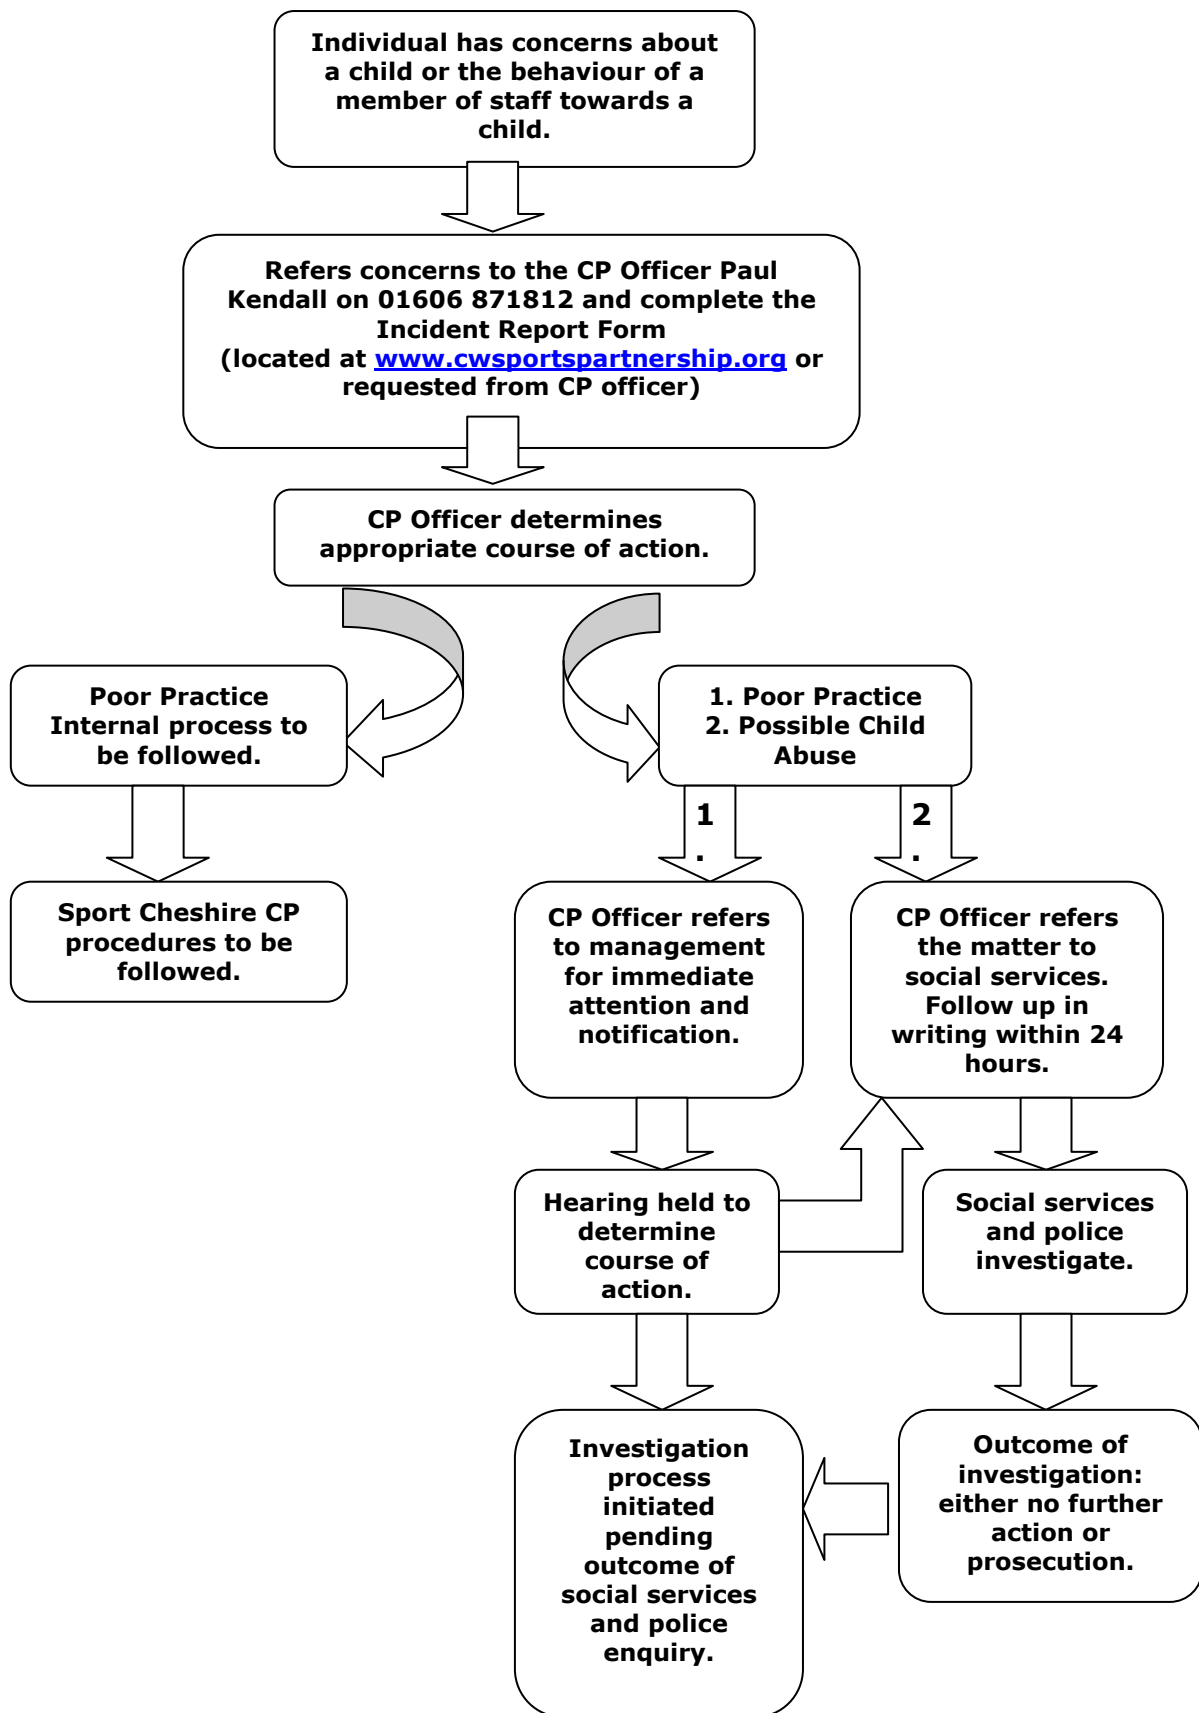 Individual has concerns about
a child or the behaviour of a
member of staff towards a
child.
Refers concerns to the CP Officer Paul
Kendall on 01606 871812 and complete the
Incident Report Form
(located at www.cwsportspartnership.org or
requested from CP officer)
CP Officer determines
appropriate course of action.
Poor Practice
Internal process to
be followed.
1. Poor Practice
2. Possible Child
Abuse
Sport Cheshire CP
procedures to be
followed.
1
.
2
.
CP Officer refers
to management
for immediate
attention and
notification.
CP Officer refers
the matter to
social services.
Follow up in
writing within 24
hours.
Hearing held to
determine
course of
action.
Social services
and police
investigate.
Investigation
process
initiated
pending
outcome of
social services
and police
enquiry.
Outcome of
investigation:
either no further
action or
prosecution.